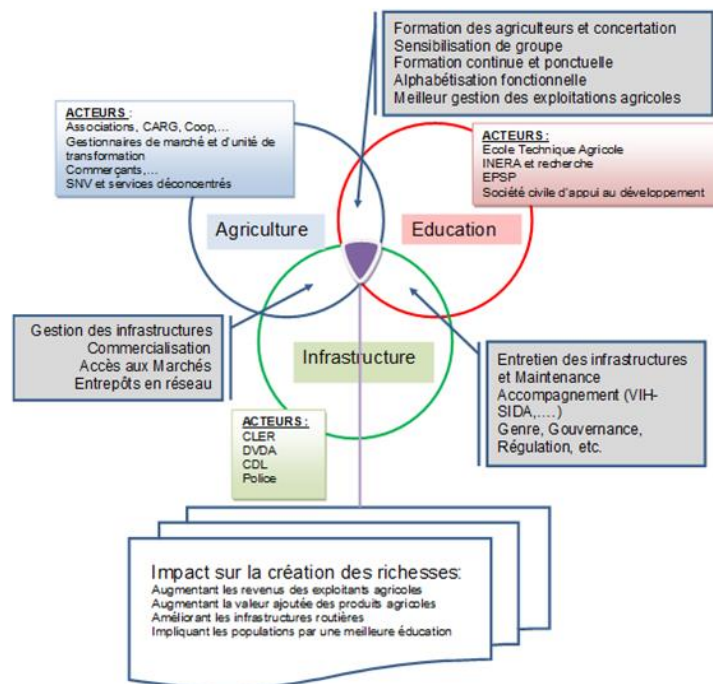 Formation des agriculteurs et concertation
Sensibilisation de groupe
Formation continue et ponctuelle
Alphabétisation fonctionnelle
Meilleur gestion des exploitations agricoles
ACTEURS :
Associations, CARG, Coop,...
Gestionnaires de marché et d'unité de
transformation
Commerçants,...
SNV et services déconcentrés
ACTEURS :
Ecole Technique Agricole
INERA et recherche
EPSP
Société civile d'appui au développement
Agriculture
Education
Gestion des infrastructures
Commercialisation
Accès aux Marchés
Entrepôts en réseau
Infrastructure
Entretien des infrastructures
et Maintenance
Accompagnement (VIH-
SIDA,....)
Genre, Gouvernance,
Régulation, etc.
ACTEURS :
CLER
DVDA
CDL
Police
Impact sur la création des richesses:
Augmentant les revenus des exploitants agricoles
Augmentant la valeur ajoutée des produits agricoles
Améliorant les infrastructures routières
Impliquant les populations par une meilleure éducation